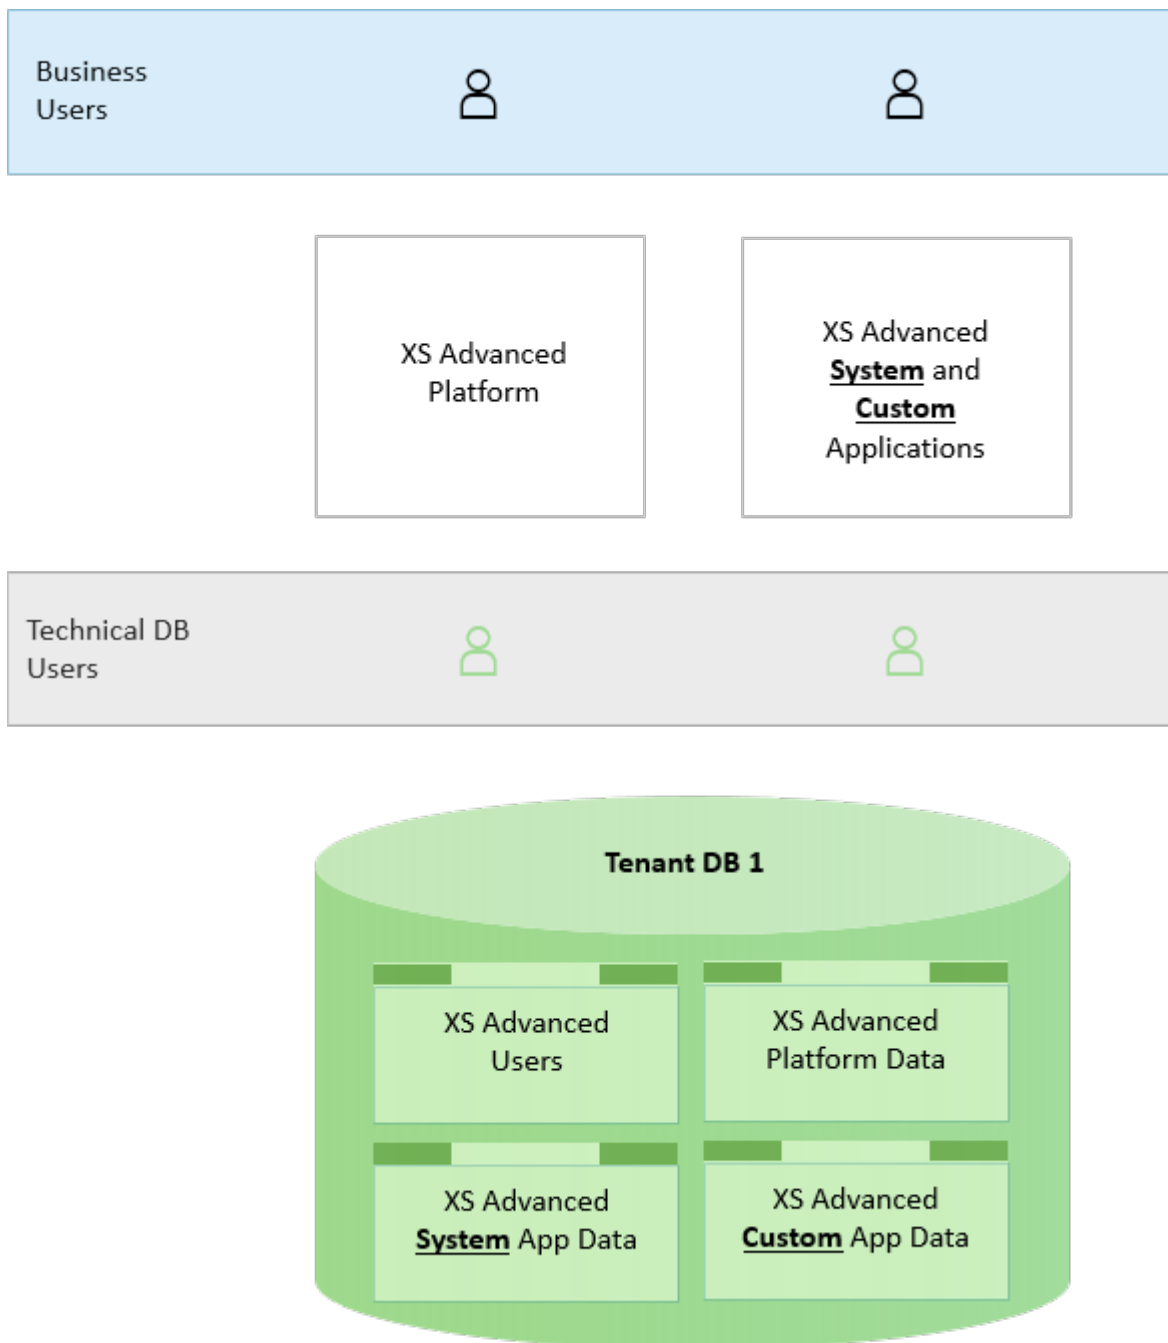 Business
Users
XS Advanced
Platform
XS Advanced
System and
Custom
Applications
Technical DB
Users
Tenant DB 1
XS Advanced
Users
XS Advanced
Platform Data
XS Advanced
System App Data
XS Advanced
Custom App Data